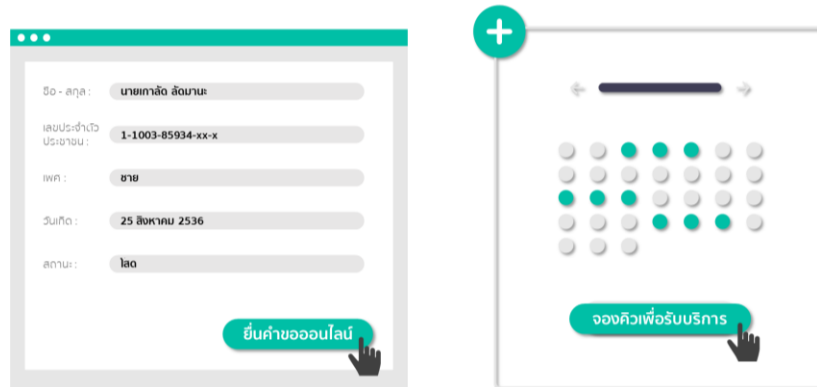 ชื่อ - สกุล :
นายเกาลัด ลัดมานะ
เลขประจำตัว
ประชาชน :
1-1003-85934-xx-x
เพศ :
ชาย
วันเกิด :
25 สิงหาคม 2536
สถานะ :
โสด
ยื่นคำขอออนไลน์
จองคิวเพื่อรับบริการ